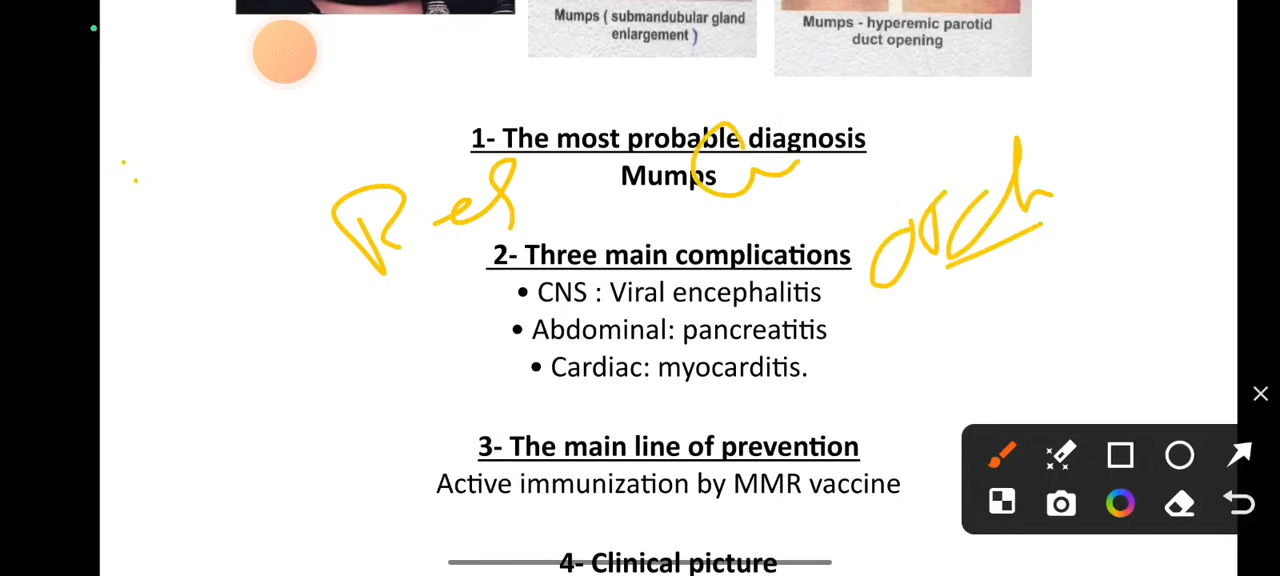 Mumps ( submandubular gland
enlargement )
Mumps - hyperemic parotid
duct opening
1- The most probable diagnosis
Mumps
2- Three main complications
• CNS : Viral encephalitis
• Abdominal: pancreatitis
• Cardiac: myocarditis.
3- The main line of prevention
Active immunization by MMR vaccine
4- Clinical picture